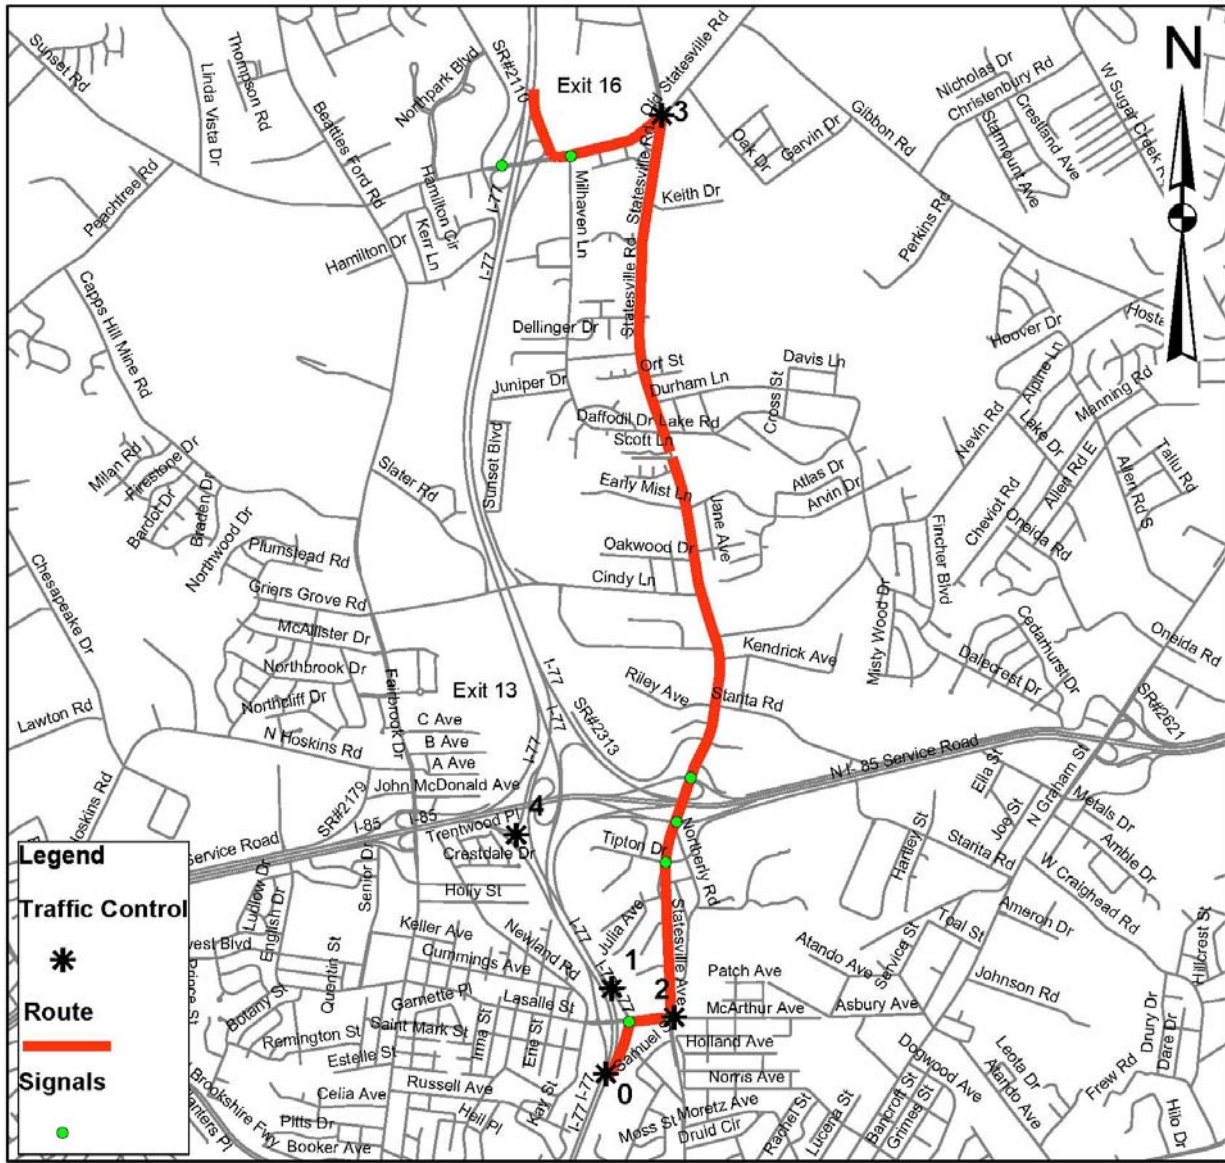 Sunset Rd
Linda Vista Dr
Thompson Rd
Beatties Ford Rd
Northpark Blvd
SR#2110
Exit 16
Old Statesville Rd
3
Oak Dr
Garvin Dr
Gibbon Rd
Nicholas Dr
Christenbury Rd
Crestland Ave
Starmount Ave
W Sugar Creek R
N
Peachtree Rd
Hamilton Cir
Kerr Ln
Hamilton Dr
I-77
I-77
Milhaven Ln
Statesville Rd
Statesville Rd
Keith Dr
Perkins Rd
Capps Hill Mine Rd
Dellinger Dr
Orr St
Davis Ln
Hoover Dr
Alpine Ln
Manning Rd
Juniper Dr
Durham Ln
Cross St
Daffodil Dr
Lake Rd
Scott Ln
Nevin Rd
Lake Dr
Allen Rd E
Allen Rd S
Tallu Rd
Milan Rd
Firestone Dr
Bardot Dr
Braden Dr
Northwood Dr
Slater Rd
Sunset Blvd
Early Mist Ln
Jane Ave
Atlas Dr
Arvin Dr
Cheviot Rd
Oneida Rd
Fincher Blvd
Plumstead Rd
Oakwood Dr
Cindy Ln
Chesapeake Dr
Griers Grove Rd
McAllister Dr
Northbrook Dr
Northcliff Dr
Fairbrook Dr
Exit 13
Kendrick Ave
Misty Wood Dr
Cedarhurst Dr
Dalecrest Dr
Oneida Rd
SR#2621
Riley Ave
Starita Rd
I-77
I-77
SR#2313
Lawton Rd
N Hoskins Rd
C Ave
B Ave
A Ave
John McDonald Ave
I-77
N I- 85 Service Road
Ella St
N Graham St
Joe St
Metals Dr
Hoskins Rd
SR#2179
I-85
I-85
4
Trentwood Pl
Crestdale Dr
Tipton Dr
Northerly Rd
Hartley St
Starita Rd
W Craighead Rd
Amble Dr
Service Road
Legend
Ludlow Dr
English Dr
Senior Dr
Holly St
Traffic Control
Keller Ave
Cummings Ave
Newland Rd
I-77
Julia Ave
Statesville Ave
Atando Ave
Service St
Toal St
Ameron Dr
Hillcrest St
Botany St
Quentin St
Garnette Pl
Lasalle St
1
2
Patch Ave
McArthur Ave
Asbury Ave
Johnson Rd
Route
Remington St
Saint Mark St
Estelle St
Irma St
Erie St
Samuel St
Holland Ave
Drury Dr
Dare Dr
Signals
Russell Ave
Celia Ave
Heil Pl
Kay St
I-77
I-77
0
Norris Ave
Moretz Ave
Moss St
Druid Cir
Rachel St
Lucena St
Bancroft St
Grimes St
Dogwood Ave
Leota Dr
Atando Ave
Frew Rd
Hilo Dr
Brookshire Fwy
Pitts Dr
Booker Ave